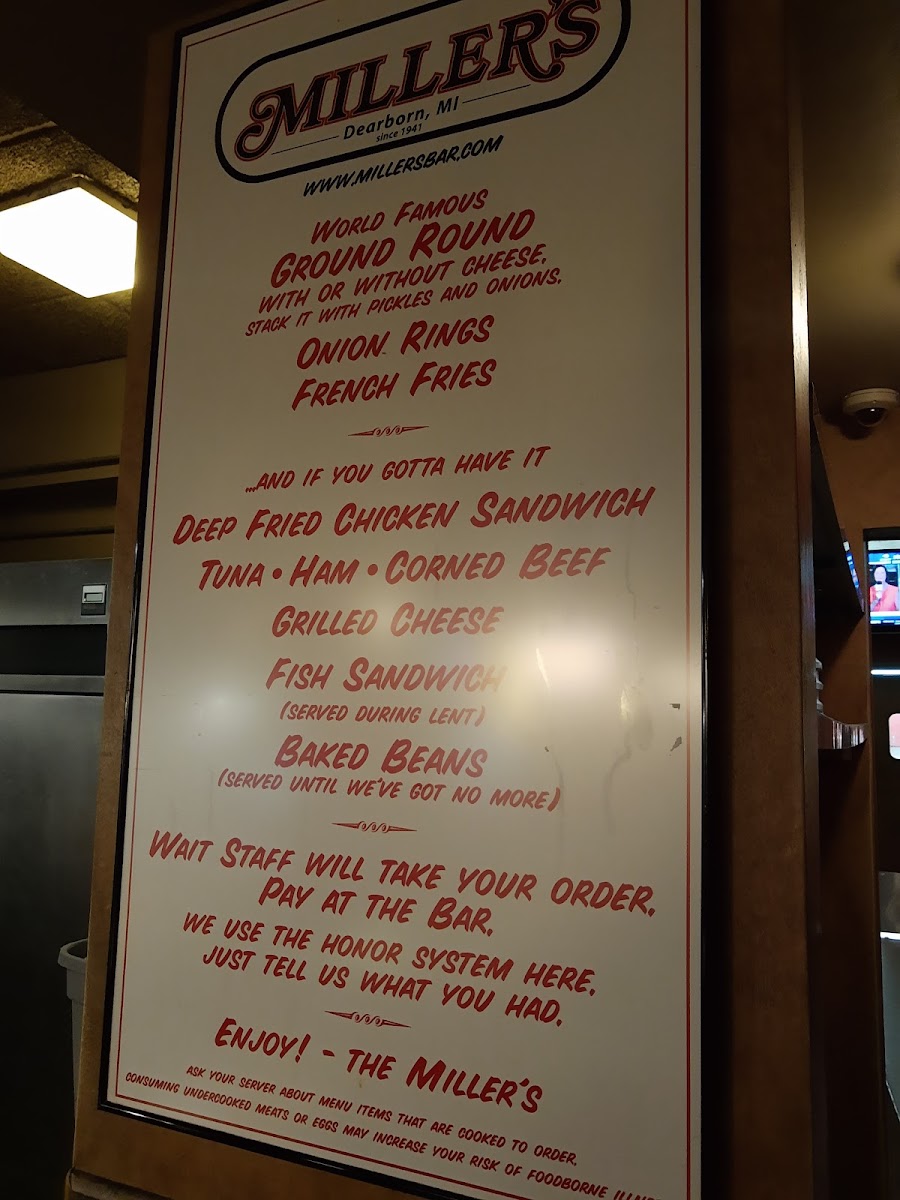 MILLER'S
Dearborn, MI
since 1941
WWW.MILLERSBAR.COM
WORLD FAMOUS
GROUND ROUND
WITH OR WITHOUT CHEESE,
STACK IT WITH PICKLES AND ONIONS.
ONION RINGS
FRENCH FRIES
...AND IF YOU GOTTA HAVE IT
DEEP FRIED CHICKEN SANDWICH
TUNA • HAM • CORNED BEEF
GRILLED CHEESE
FISH SANDWICH
(SERVED DURING LENT)
BAKED BEANS
(SERVED UNTIL WE'VE GOT NO MORE)
WAIT STAFF WILL TAKE YOUR ORDER.
PAY AT THE BAR.
WE USE THE HONOR SYSTEM HERE.
JUST TELL US WHAT YOU HAD.
ENJOY! - THE MILLER'S
ASK YOUR SERVER ABOUT MENU ITEMS THAT ARE COOKED TO ORDER.
CONSUMING UNDERCOOKED MEATS OR EGGS MAY INCREASE YOUR RISK OF FOODBORNE